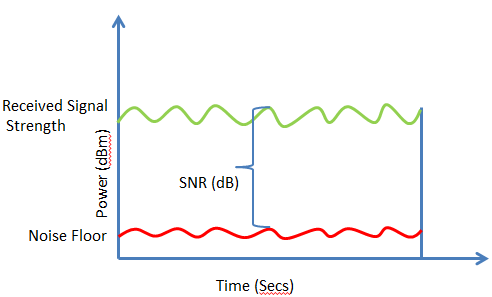 Received Signal
Strength
Power (dBm)
SNR (dB)
Noise Floor
Time (Secs)